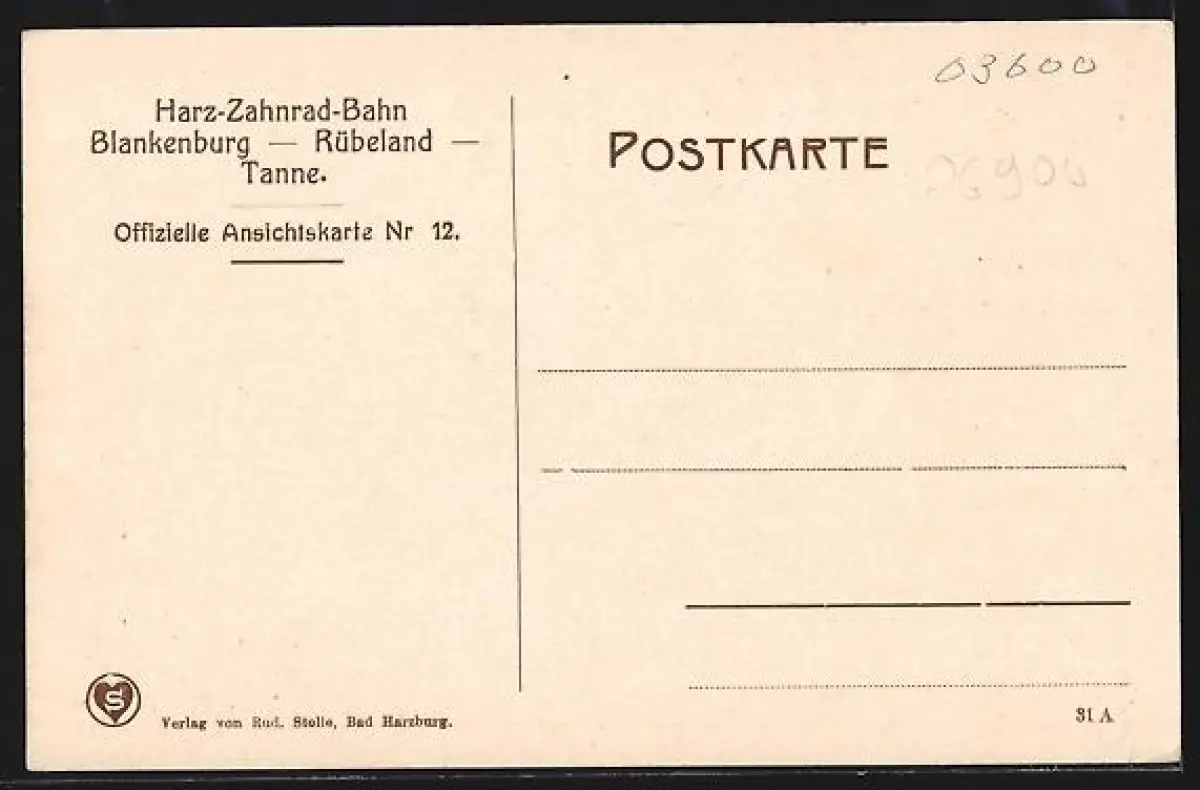 03600
Harz-Zahnrad-Bahn
Blankenburg — Rübeland —
Tanne.
Offizielle Ansichtskarte Nr 12.
POSTKARTE
S
Verlag von Rud. Stolle, Bad Harzburg.
31 A